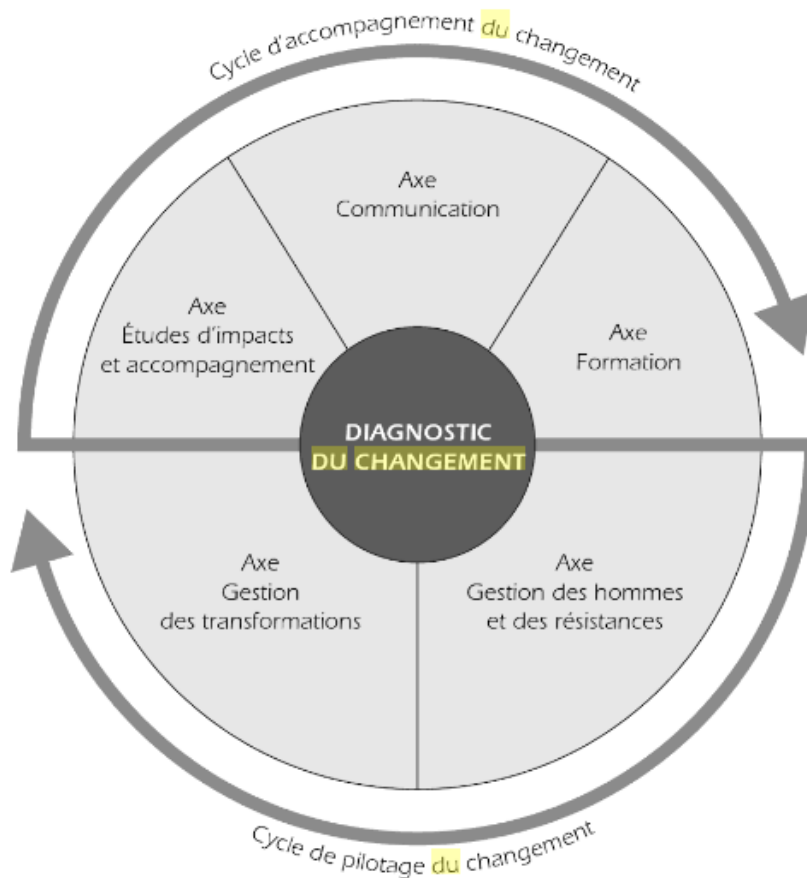 Cycle d'accompagnement du changement
Axe
Communication
Axe
Études d'impacts
et accompagnement
Axe
Formation
DIAGNOSTIC
DU CHANGEMENT
Axe
Gestion
des transformations
Axe
Gestion des hommes
et des résistances
Cycle de pilotage du changement